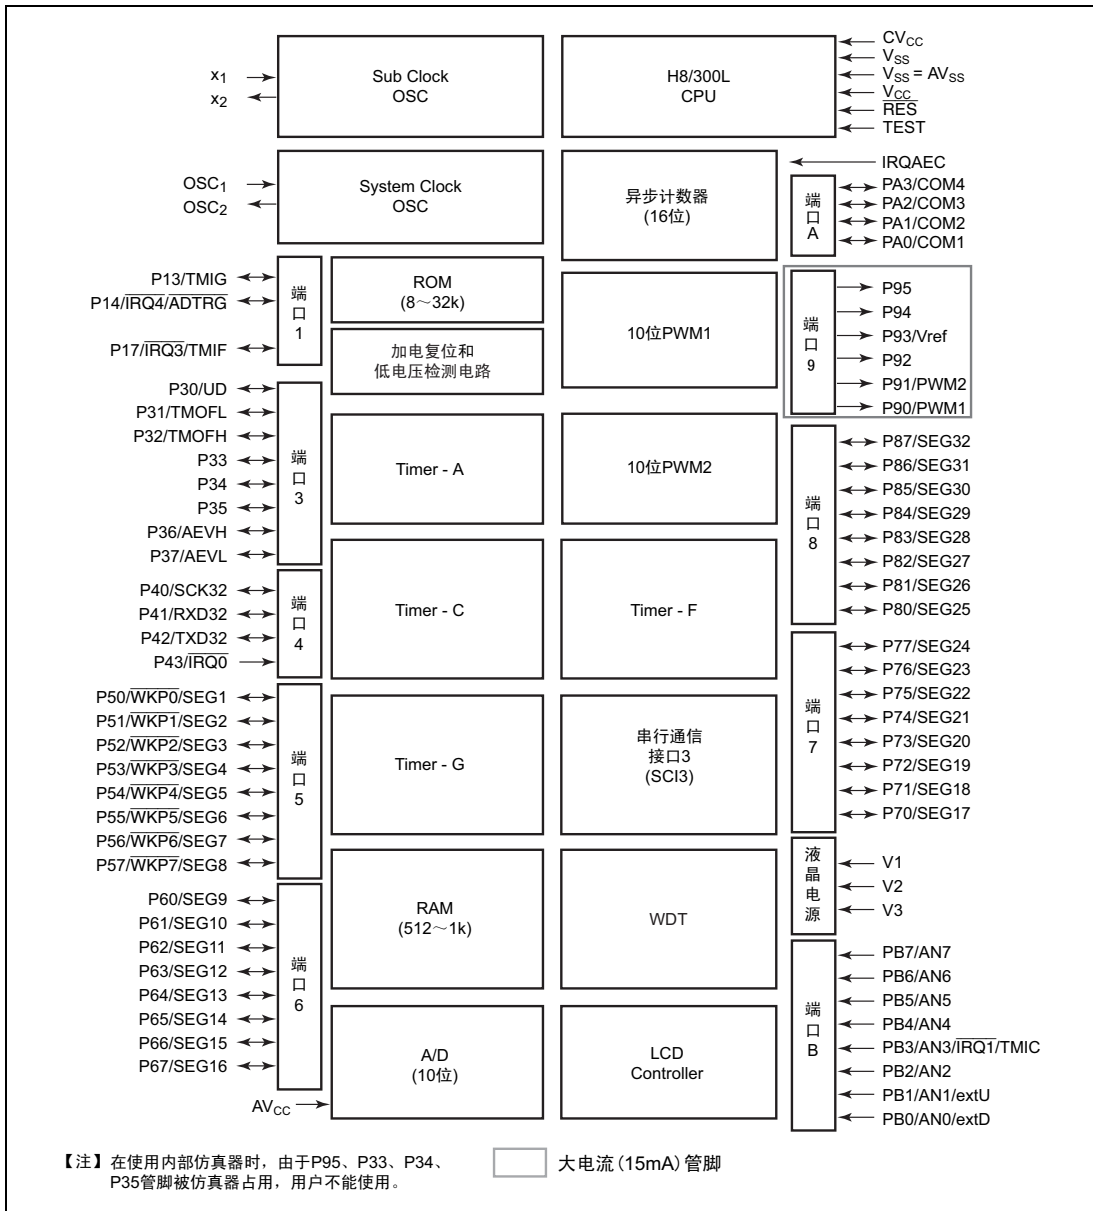 x1
x2
Sub Clock
OSC
H8/300L
CPU
CVCC
VSS
VSS = AVSS
VCC
RES
TEST
OSC1
OSC2
System Clock
OSC
异步计数器
(16位)
IRQAEC
端口A
PA3/COM4
PA2/COM3
PA1/COM2
PA0/COM1
P13/TMIG
P14/IRQ4/ADTRG
P17/IRQ3/TMIF
端口1
ROM
(8～32k)
加电复位和
低电压检测电路
10位PWM1
端口9
P95
P94
P93/Vref
P92
P91/PWM2
P90/PWM1
P30/UD
P31/TMOFL
P32/TMOFH
P33
P34
P35
P36/AEVH
P37/AEVL
端口3
Timer - A
10位PWM2
端口8
P87/SEG32
P86/SEG31
P85/SEG30
P84/SEG29
P83/SEG28
P82/SEG27
P81/SEG26
P80/SEG25
P40/SCK32
P41/RXD32
P42/TXD32
P43/IRQ0
端口4
Timer - C
Timer - F
端口7
P77/SEG24
P76/SEG23
P75/SEG22
P74/SEG21
P73/SEG20
P72/SEG19
P71/SEG18
P70/SEG17
P50/WKP0/SEG1
P51/WKP1/SEG2
P52/WKP2/SEG3
P53/WKP3/SEG4
P54/WKP4/SEG5
P55/WKP5/SEG6
P56/WKP6/SEG7
P57/WKP7/SEG8
端口5
Timer - G
串行通信
接口3
(SCI3)
液晶电源
V1
V2
V3
P60/SEG9
P61/SEG10
P62/SEG11
P63/SEG12
P64/SEG13
P65/SEG14
P66/SEG15
P67/SEG16
端口6
RAM
(512～1k)
WDT
端口B
PB7/AN7
PB6/AN6
PB5/AN5
PB4/AN4
PB3/AN3/IRQ1/TMIC
PB2/AN2
PB1/AN1/extU
PB0/AN0/extD
AVCC
A/D
(10位)
LCD
Controller
【注】在使用内部仿真器时，由于P95、P33、P34、
P35管脚被仿真器占用，用户不能使用。
大电流(15mA)管脚